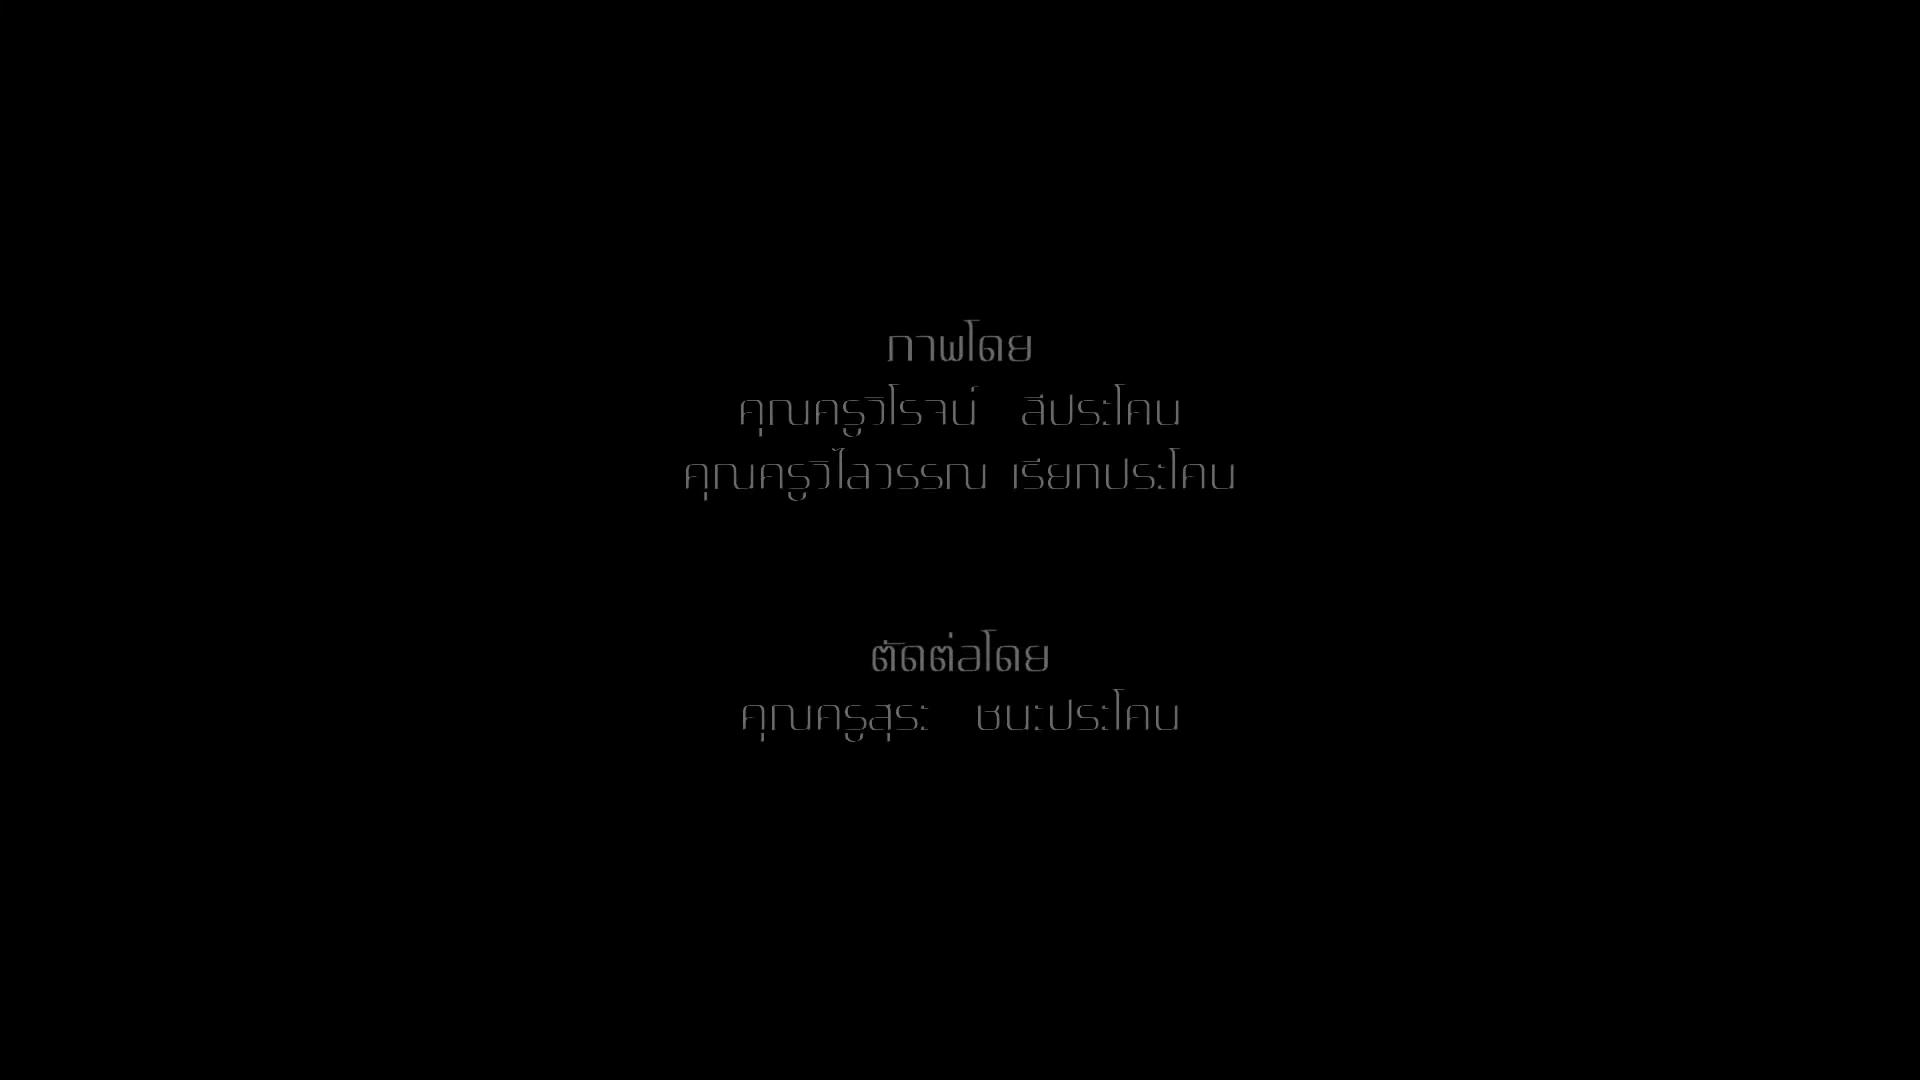 ภาพโดย
คุณครูวิโรจน์ สีประโคน
คุณครูวิไลวรรณ เรียกประโคน
ตัดต่อโดย
คุณครูสุระ ชนะประโคน